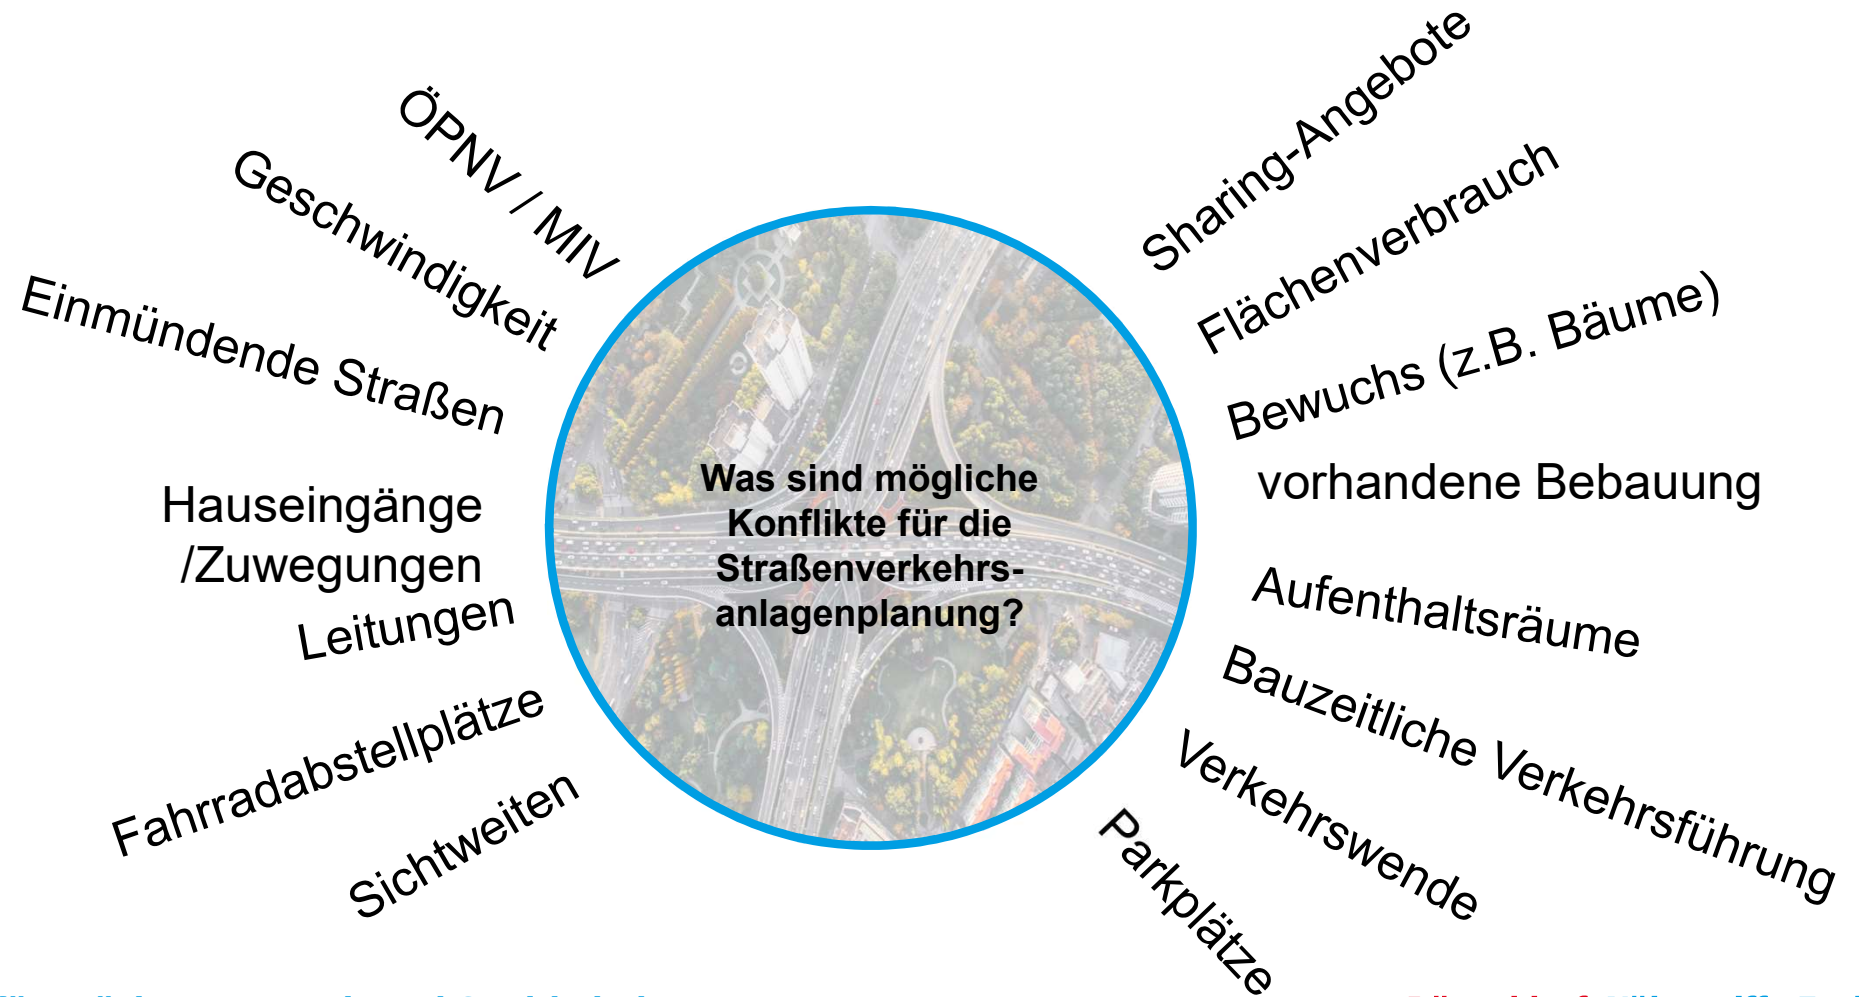 ÖPNV / MIV
Geschwindigkeit
Einmündende Straßen
Hauseingänge
/Zuwegungen
Leitungen
Fahrradabstellplätze
Sichtweiten
Was sind mögliche
Konflikte für die
Straßenverkehrs-
anlagenplanung?
Sharing-Angebote
Flächenverbrauch
Bewuchs (z.B. Bäume)
vorhandene Bebauung
Aufenthaltsräume
Bauzeitliche Verkehrsführung
Verkehrswende
Parkplätze